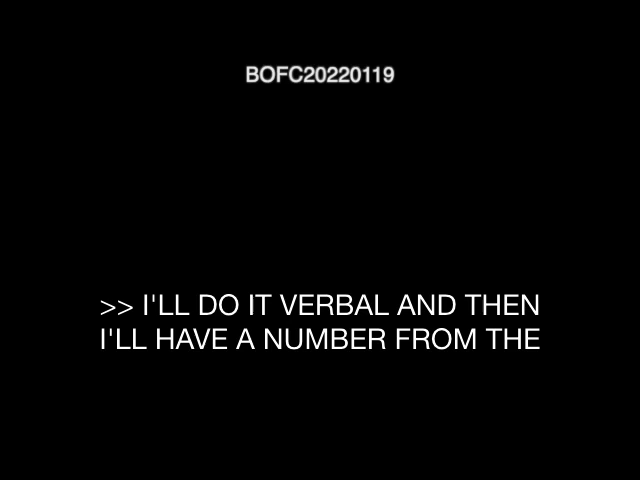 BOFC20220119
>> I'LL DO IT VERBAL AND THEN
I'LL HAVE A NUMBER FROM THE